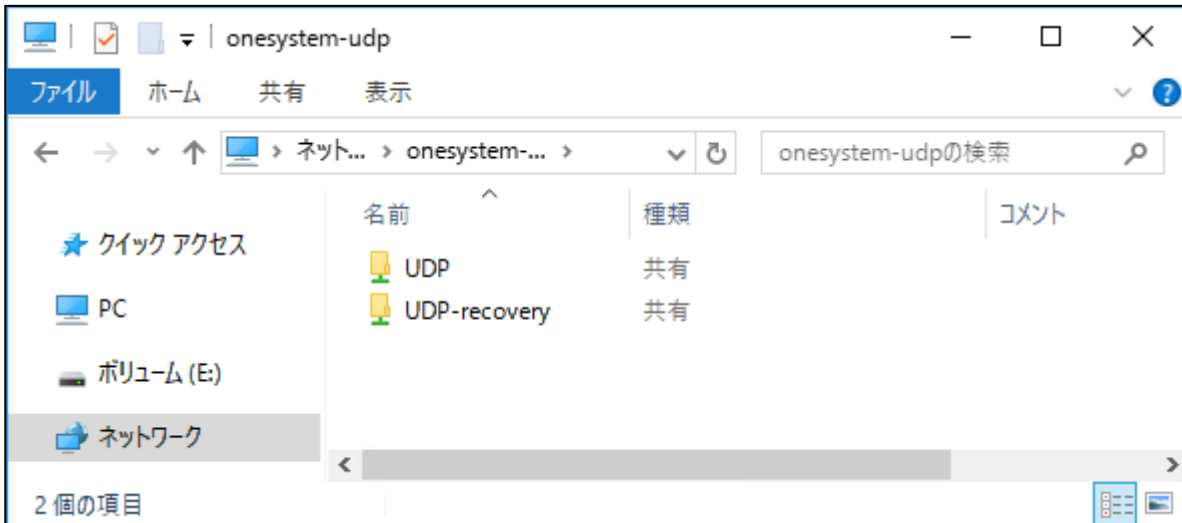 onesystem-udp
ファイル ホーム 共有 表示
ネット... › onesystem-... › onesystem-udpの検索
名前 種類 コメント
クイック アクセス
UDP 共有
PC
UDP-recovery 共有
ボリューム (E:)
ネットワーク
2 個の項目